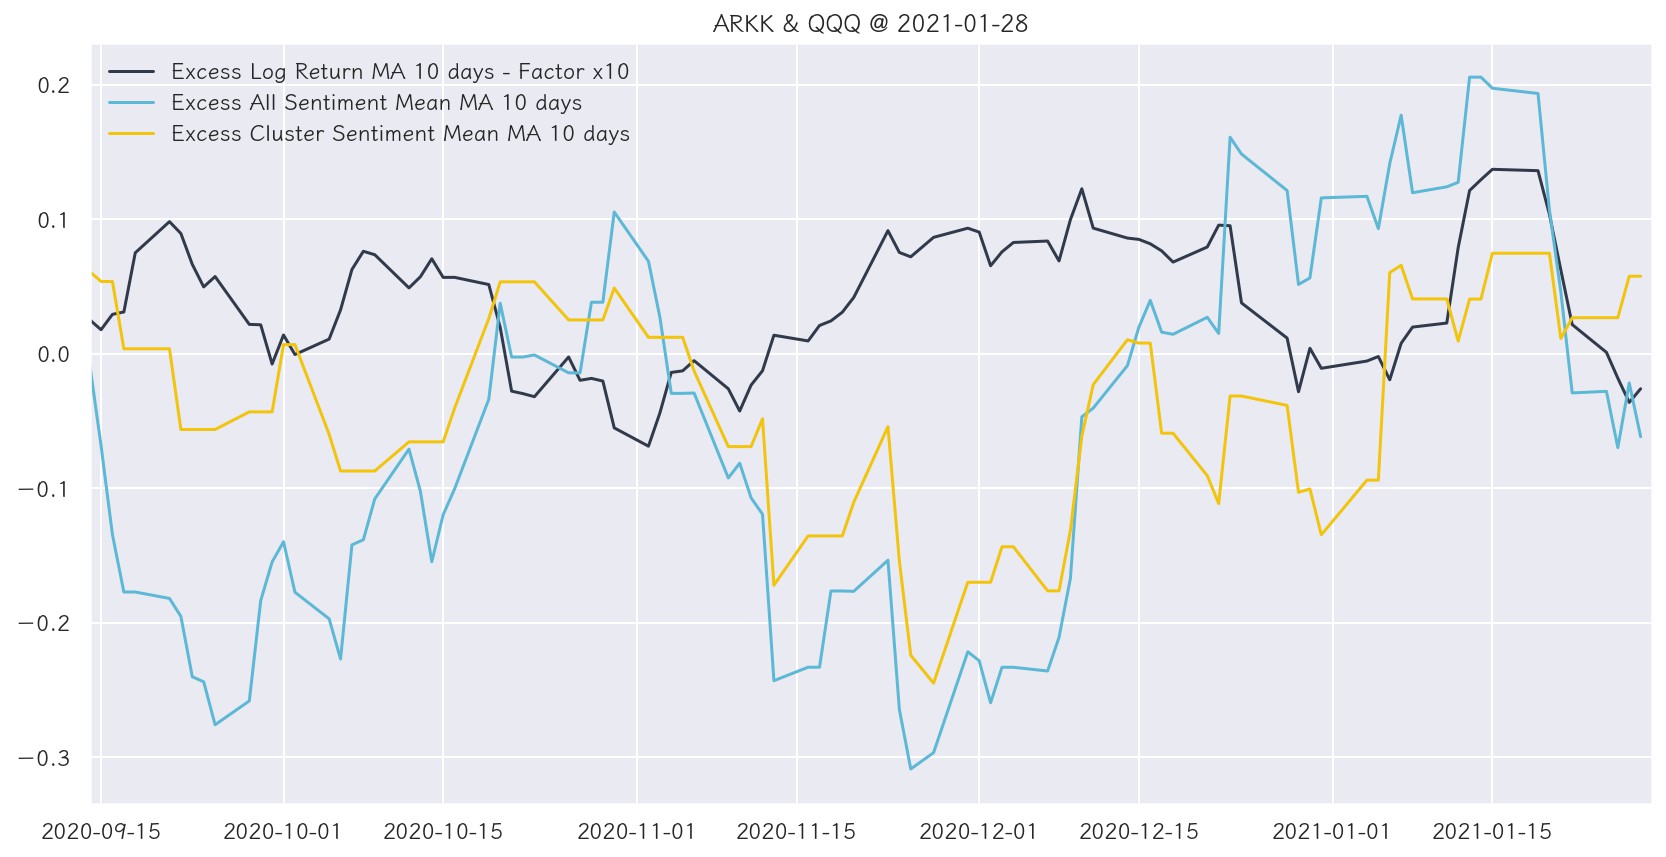 ARKK & QQQ @ 2021-01-28
Excess Log Return MA 10 days - Factor x10
Excess All Sentiment Mean MA 10 days
Excess Cluster Sentiment Mean MA 10 days
0.2
0.1
0.0
−0.1
−0.2
−0.3
2020-09-15 2020-10-01 2020-10-15 2020-11-01 2020-11-15 2020-12-01 2020-12-15 2021-01-01 2021-01-15